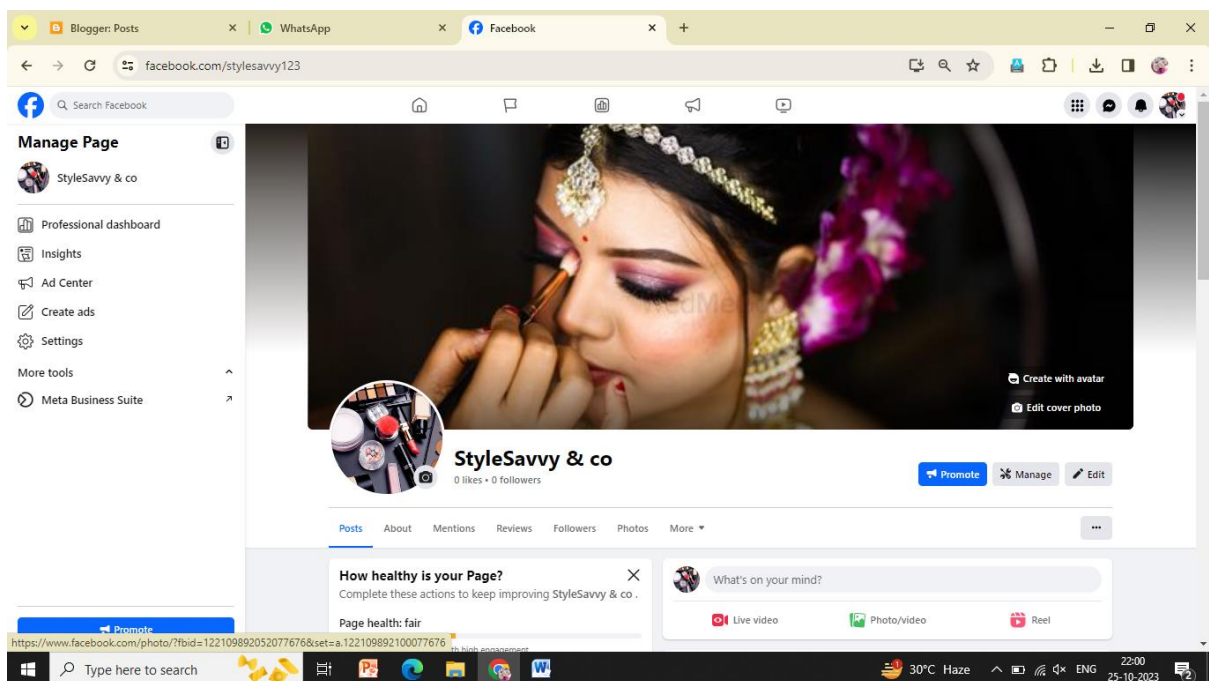 Blogger: Posts
WhatsApp
Facebook
facebook.com/stylesavvy123
Search Facebook
Manage Page
StyleSavvy & co
Professional dashboard
Insights
Ad Center
Create ads
Settings
More tools
Meta Business Suite
Promote
Create with avatar
Edit cover photo
StyleSavvy & co
0 likes • 0 followers
Promote
Manage
Edit
Posts About Mentions Reviews Followers Photos More
How healthy is your Page?
Complete these actions to keep improving StyleSavvy & co .
Page health: fair
What's on your mind?
Live video
Photo/video
Reel
https://www.facebook.com/photo/?fbid=122109892052077676&set=a.122109892100077676
Type here to search
30°C Haze
ENG
22:00
25-10-2023
2